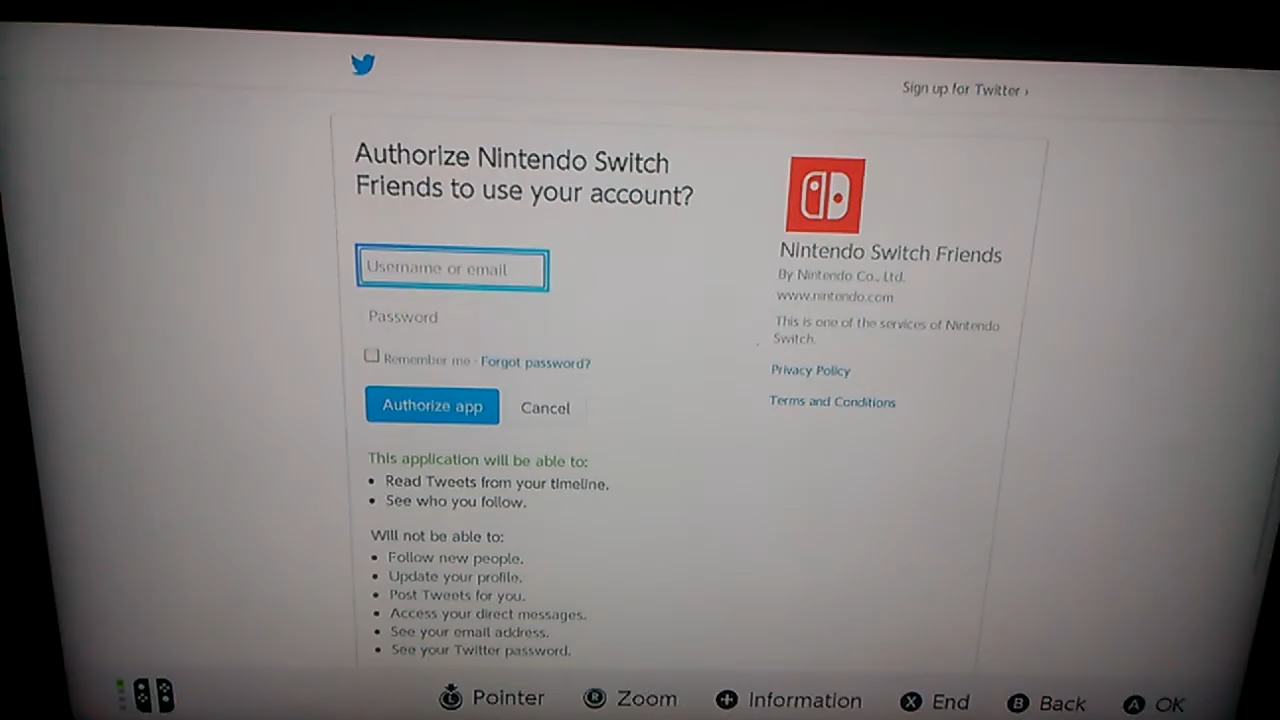 Sign up for Twitter ›
Authorize Nintendo Switch
Friends to use your account?
Username or email
Password
Remember me · Forgot password?
Authorize app Cancel
This application will be able to:
• Read Tweets from your timeline.
• See who you follow.
Will not be able to:
• Follow new people.
• Update your profile.
• Post Tweets for you.
• Access your direct messages.
• See your email address.
• See your Twitter password.
Nintendo Switch Friends
By Nintendo Co., Ltd.
www.nintendo.com
This is one of the services of Nintendo
Switch.
Privacy Policy
Terms and Conditions
L Pointer R Zoom + Information X End B Back A OK